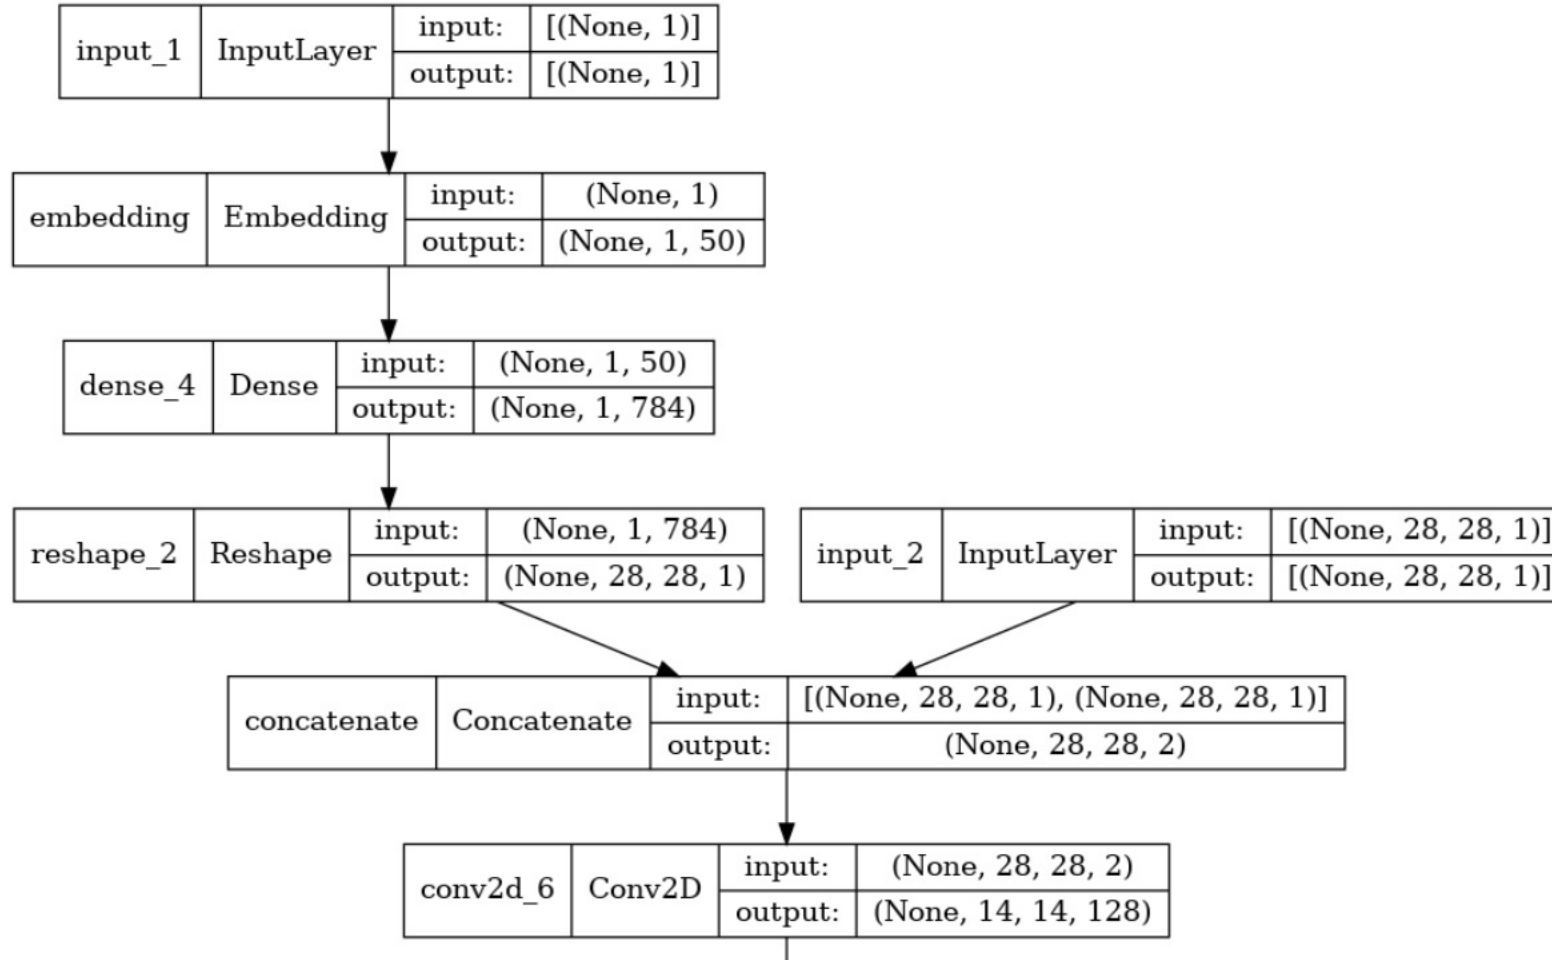 input_1 InputLayer input: [(None, 1)]
output: [(None, 1)]
embedding Embedding input: (None, 1)
output: (None, 1, 50)
dense_4 Dense input: (None, 1, 50)
output: (None, 1, 784)
reshape_2 Reshape input: (None, 1, 784)
output: (None, 28, 28, 1)
input_2 InputLayer input: [(None, 28, 28, 1)]
output: [(None, 28, 28, 1)]
concatenate Concatenate input: [(None, 28, 28, 1), (None, 28, 28, 1)]
output: (None, 28, 28, 2)
conv2d_6 Conv2D input: (None, 28, 28, 2)
output: (None, 14, 14, 128)